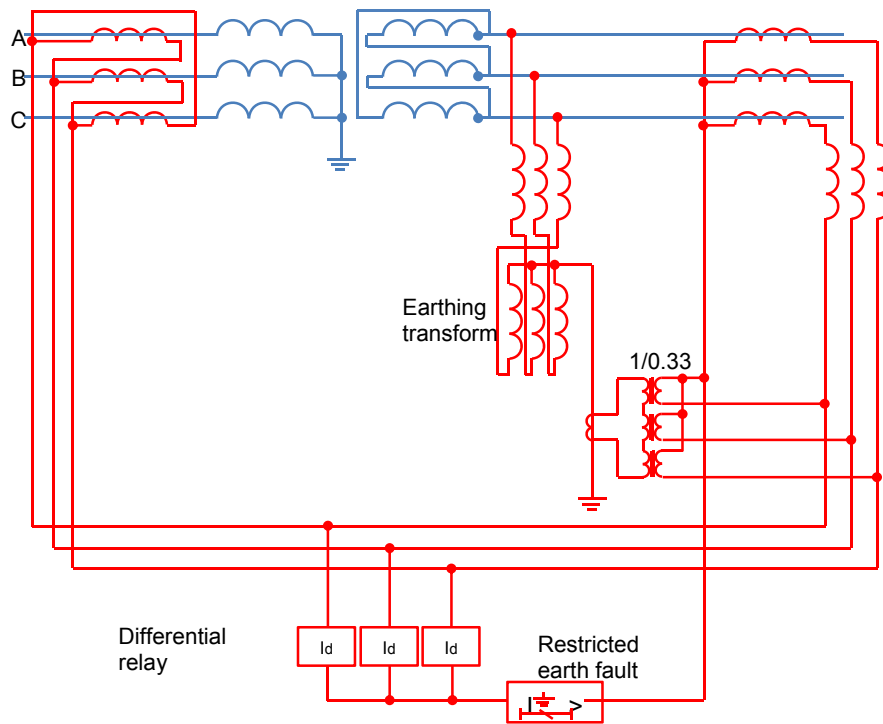 A
B
C
Earthing
transform
1/0.33
Differential
relay
Id
Id
Id
Restricted
earth fault
I >